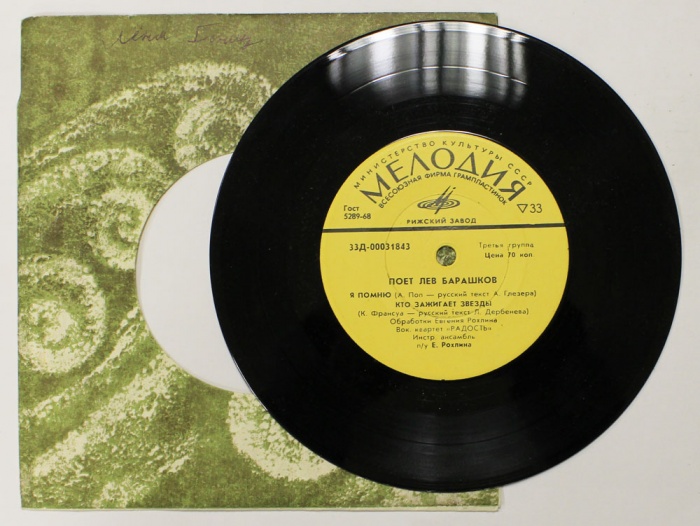 МИНИСТЕРСТВО КУЛЬТУРЫ СССР
МЕЛОДИЯ
ВСЕСОЮЗНАЯ ФИРМА ГРАМПЛАСТИНОК
Гост
5289-68
▽33
РИЖСКИЙ ЗАВОД
33Д-00031843
Третья группа
Цена 70 коп.
ПОЕТ ЛЕВ БАРАШКОВ
Я ПОМНЮ (А. Поп — русский текст А. Глезера)
КТО ЗАЖИГАЕТ ЗВЕЗДЫ
(К. Франсуа — русский текст Л. Дербенева)
Обработки Евгения Рохлина
Вок. квартет «РАДОСТЬ»
Инстр. ансамбль
п/у Е. Рохлина